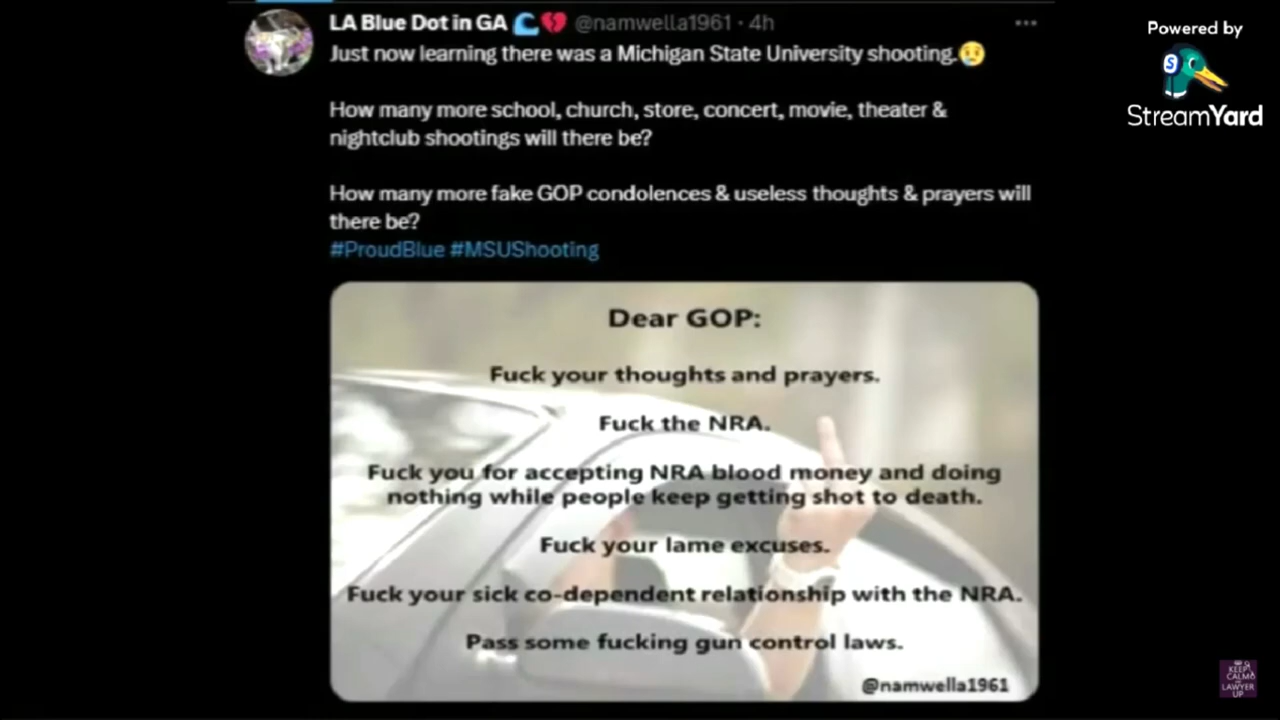 LA Blue Dot in GA 🌊💔 @namwella1961 · 4h
Just now learning there was a Michigan State University shooting.😢
How many more school, church, store, concert, movie, theater &
nightclub shootings will there be?
How many more fake GOP condolences & useless thoughts & prayers will
there be?
#ProudBlue #MSUShooting
Dear GOP:
Fuck your thoughts and prayers.
Fuck the NRA.
Fuck you for accepting NRA blood money and doing
nothing while people keep getting shot to death.
Fuck your lame excuses.
Fuck your sick co-dependent relationship with the NRA.
Pass some fucking gun control laws.
@namwella1961
Powered by
S
StreamYard
KEEP
CALM
LAWYER
UP